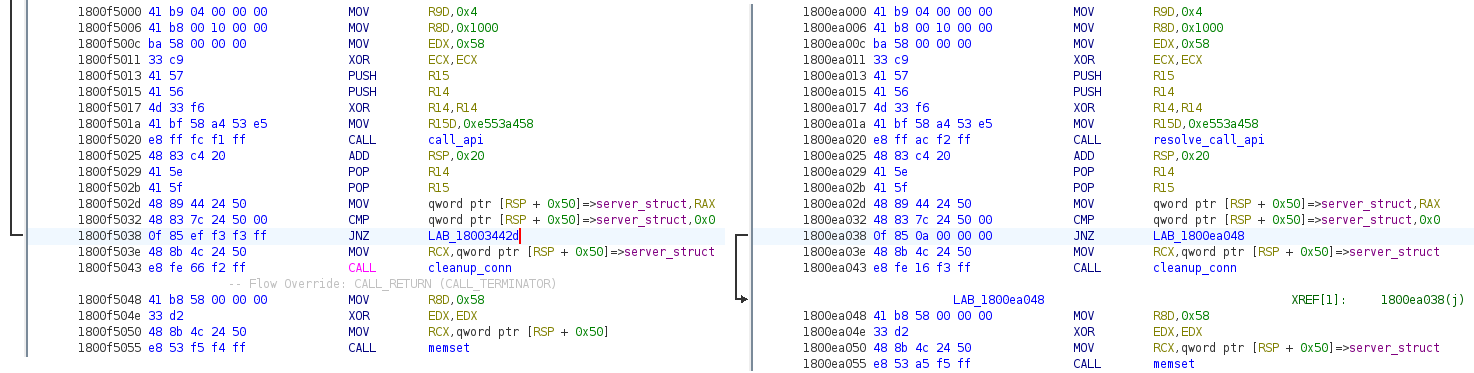 1800f5000 41 b9 04 00 00 00 MOV R9D,0x4
1800f5006 41 b8 00 10 00 00 MOV R8D,0x1000
1800f500c ba 58 00 00 00 MOV EDX,0x58
1800f5011 33 c9 XOR ECX,ECX
1800f5013 41 57 PUSH R15
1800f5015 41 56 PUSH R14
1800f5017 4d 33 f6 XOR R14,R14
1800f501a 41 bf 58 a4 53 e5 MOV R15D,0xe553a458
1800f5020 e8 ff fc f1 ff CALL call_api
1800f5025 48 83 c4 20 ADD RSP,0x20
1800f5029 41 5e POP R14
1800f502b 41 5f POP R15
1800f502d 48 89 44 24 50 MOV qword ptr [RSP + 0x50]=>server_struct,RAX
1800f5032 48 83 7c 24 50 00 CMP qword ptr [RSP + 0x50]=>server_struct,0x0
1800f5038 0f 85 ef f3 f3 ff JNZ LAB_18003442d
1800f503e 48 8b 4c 24 50 MOV RCX,qword ptr [RSP + 0x50]=>server_struct
1800f5043 e8 fe 66 f2 ff CALL cleanup_conn
-- Flow Override: CALL_RETURN (CALL_TERMINATOR)
1800f5048 41 b8 58 00 00 00 MOV R8D,0x58
1800f504e 33 d2 XOR EDX,EDX
1800f5050 48 8b 4c 24 50 MOV RCX,qword ptr [RSP + 0x50]
1800f5055 e8 53 f5 f4 ff CALL memset
1800ea000 41 b9 04 00 00 00 MOV R9D,0x4
1800ea006 41 b8 00 10 00 00 MOV R8D,0x1000
1800ea00c ba 58 00 00 00 MOV EDX,0x58
1800ea011 33 c9 XOR ECX,ECX
1800ea013 41 57 PUSH R15
1800ea015 41 56 PUSH R14
1800ea017 4d 33 f6 XOR R14,R14
1800ea01a 41 bf 58 a4 53 e5 MOV R15D,0xe553a458
1800ea020 e8 ff ac f2 ff CALL resolve_call_api
1800ea025 48 83 c4 20 ADD RSP,0x20
1800ea029 41 5e POP R14
1800ea02b 41 5f POP R15
1800ea02d 48 89 44 24 50 MOV qword ptr [RSP + 0x50]=>server_struct,RAX
1800ea032 48 83 7c 24 50 00 CMP qword ptr [RSP + 0x50]=>server_struct,0x0
1800ea038 0f 85 0a 00 00 00 JNZ LAB_1800ea048
1800ea03e 48 8b 4c 24 50 MOV RCX,qword ptr [RSP + 0x50]=>server_struct
1800ea043 e8 fe 16 f3 ff CALL cleanup_conn
LAB_1800ea048 XREF[1]: 1800ea038(j)
1800ea048 41 b8 58 00 00 00 MOV R8D,0x58
1800ea04e 33 d2 XOR EDX,EDX
1800ea050 48 8b 4c 24 50 MOV RCX,qword ptr [RSP + 0x50]=>server_struct
1800ea055 e8 53 a5 f5 ff CALL memset